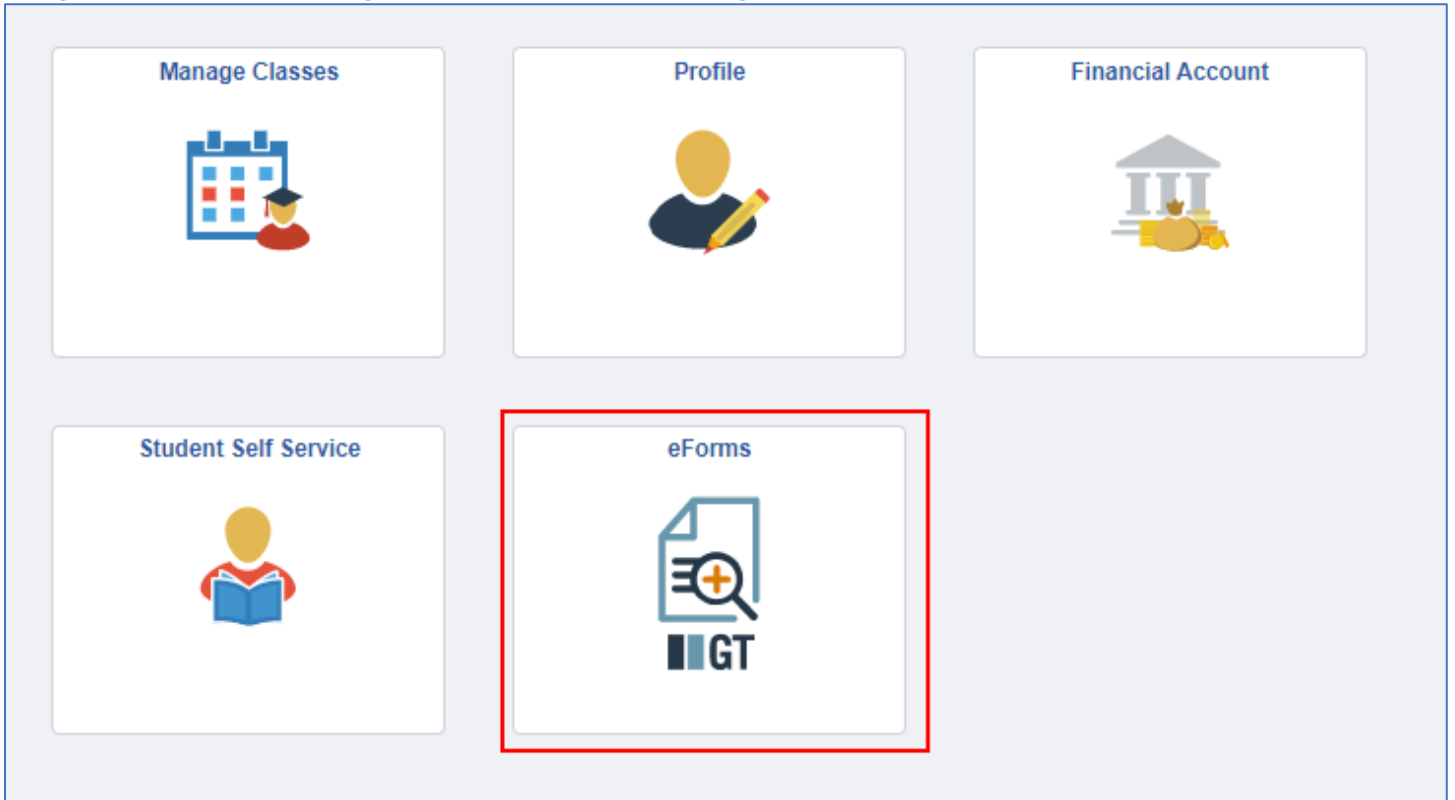 Manage Classes
Profile
Financial Account
Student Self Service
eForms
GT